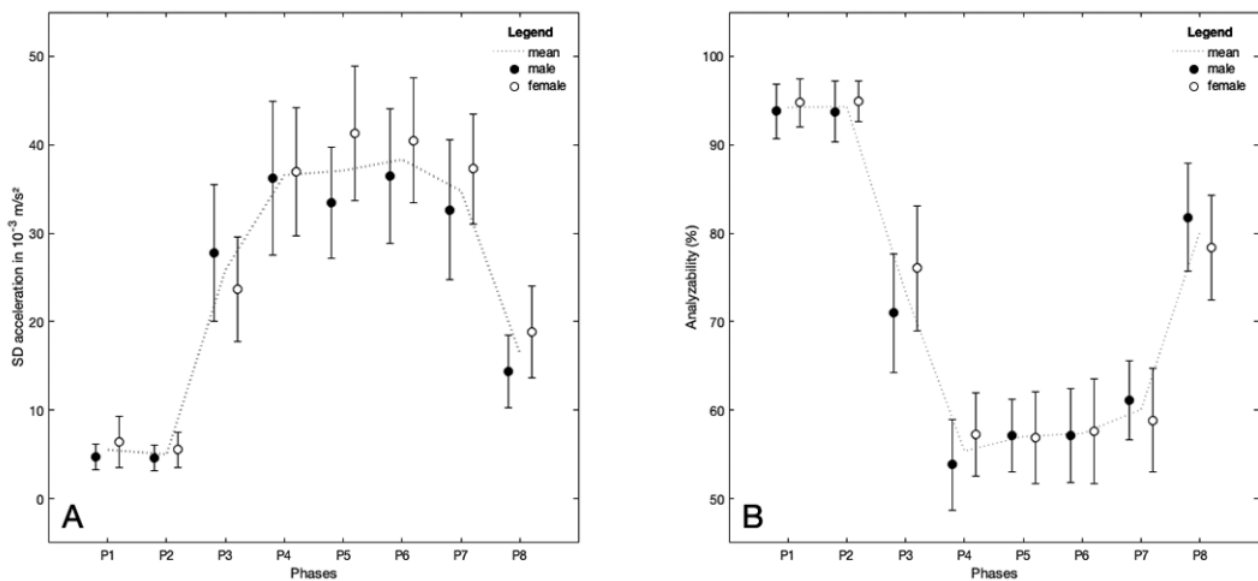 Legend
mean
male
female
50
40
30
20
10
0
SD acceleration in 10⁻³ m/s²
A
P1 P2 P3 P4 P5 P6 P7 P8
Phases
Legend
mean
male
female
100
90
80
70
60
50
Analyzability (%)
B
P1 P2 P3 P4 P5 P6 P7 P8
Phases